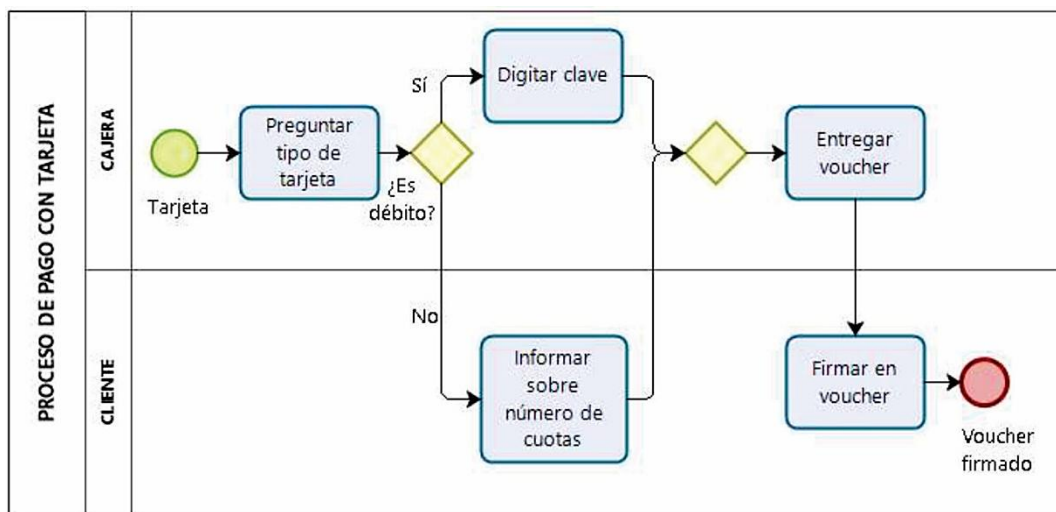 PROCESO DE PAGO CON TARJETA
CAJERA
Tarjeta
Preguntar
tipo de
tarjeta
¿Es
débito?
Sí
Digitar clave
Entregar
voucher
CLIENTE
No
Informar
sobre
número de
cuotas
Firmar en
voucher
Voucher
firmado